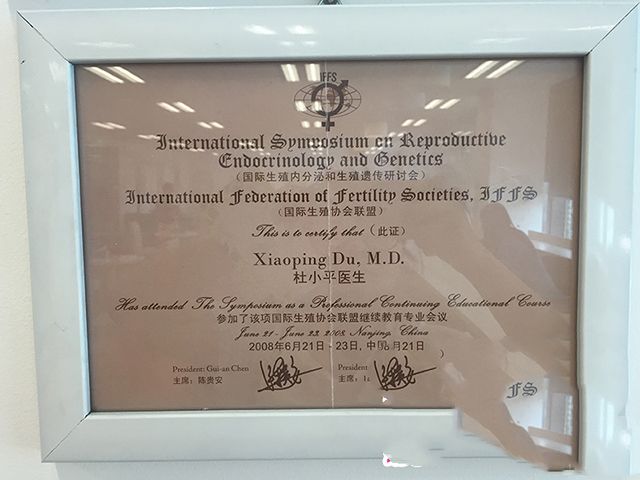 IFFS
International Symposium on Reproductive
Endocrinology and Genetics
(国际生殖内分泌和生殖遗传研讨会)
International Federation of Fertility Societies, IFFS
(国际生殖协会联盟)
This is to certify that (此证)
Xiaoping Du, M.D.
杜小平医生
Has attended The Symposium as a Professional Continuing Educational Course
参加了该项国际生殖协会联盟继续教育专业会议
June 21 - June 23, 2008, Nanjing, China
2008年6月21日 - 23日, 中 月21日
)
President: Gui-an Chen
President
主席: 陈贵安
主席:
FS